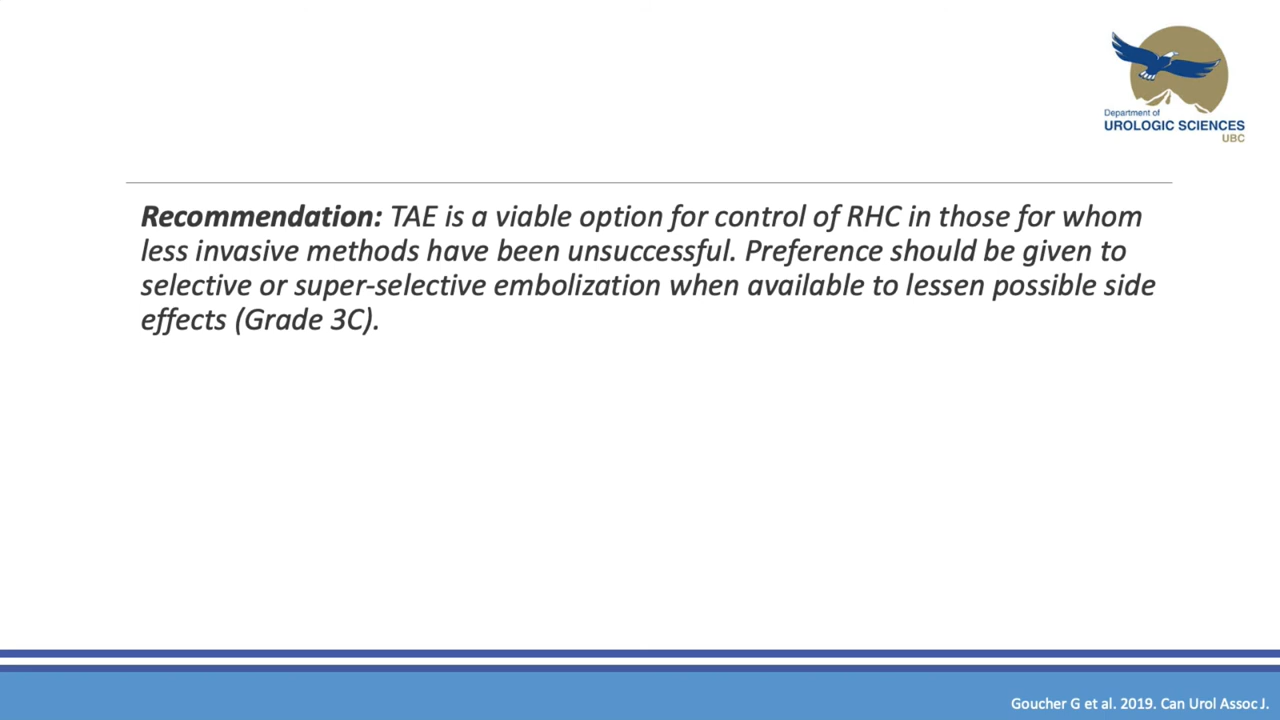 Department of
UROLOGIC SCIENCES
UBC
Recommendation: TAE is a viable option for control of RHC in those for whom
less invasive methods have been unsuccessful. Preference should be given to
selective or super-selective embolization when available to lessen possible side
effects (Grade 3C).
Goucher G et al. 2019. Can Urol Assoc J.